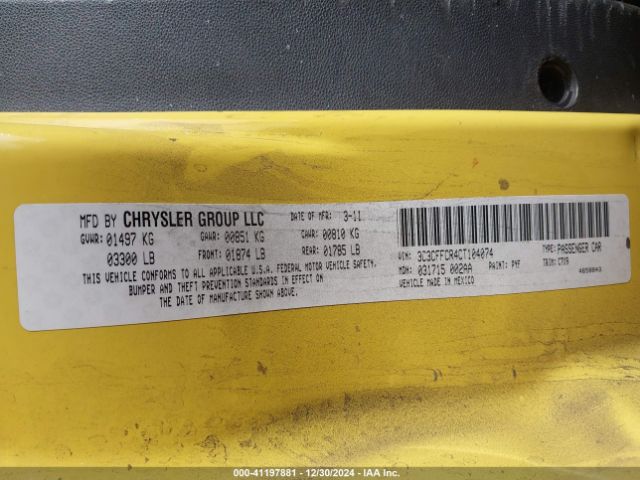 MFD BY CHRYSLER GROUP LLC DATE OF MFR: 3-11
GVWR: 01497 KG GAWR: 00851 KG GAWR: 00810 KG
03300 LB FRONT: 01874 LB REAR: 01785 LB
THIS VEHICLE CONFORMS TO ALL APPLICABLE U.S.A. FEDERAL MOTOR VEHICLE SAFETY,
BUMPER AND THEFT PREVENTION STANDARDS IN EFFECT ON
THE DATE OF MANUFACTURE SHOWN ABOVE.
VIN: 3C3CFFCR4CT104074 TYPE: PASSENGER CAR
MDH: 031715 002AA PAINT: PYF TRIM: C7X9
VEHICLE MADE IN MEXICO
000-41197881 - 12/30/2024 - IAA Inc.